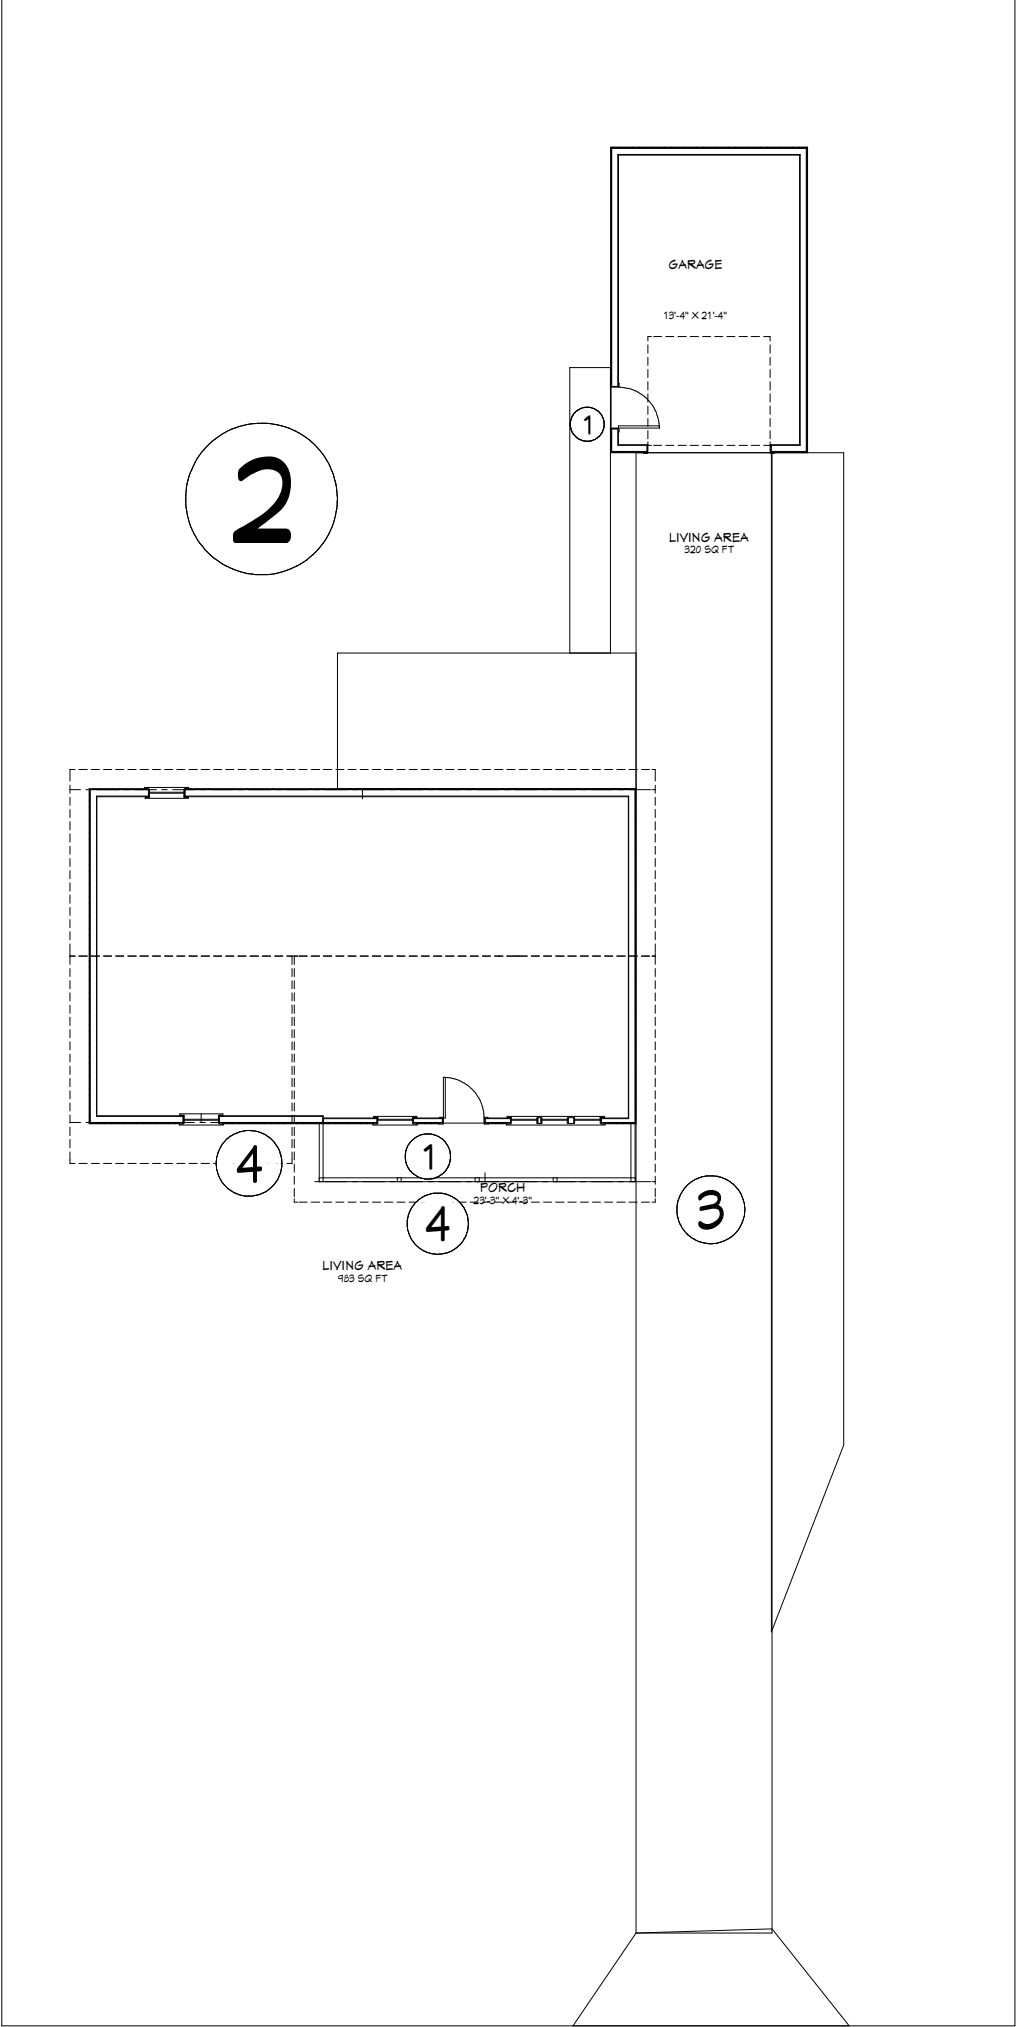 GARAGE
13'-4" X 21'-4"
1
2
LIVING AREA
320 SQ FT
4
1
PORCH
23'-3" X 4'-3"
4
3
LIVING AREA
983 SQ FT